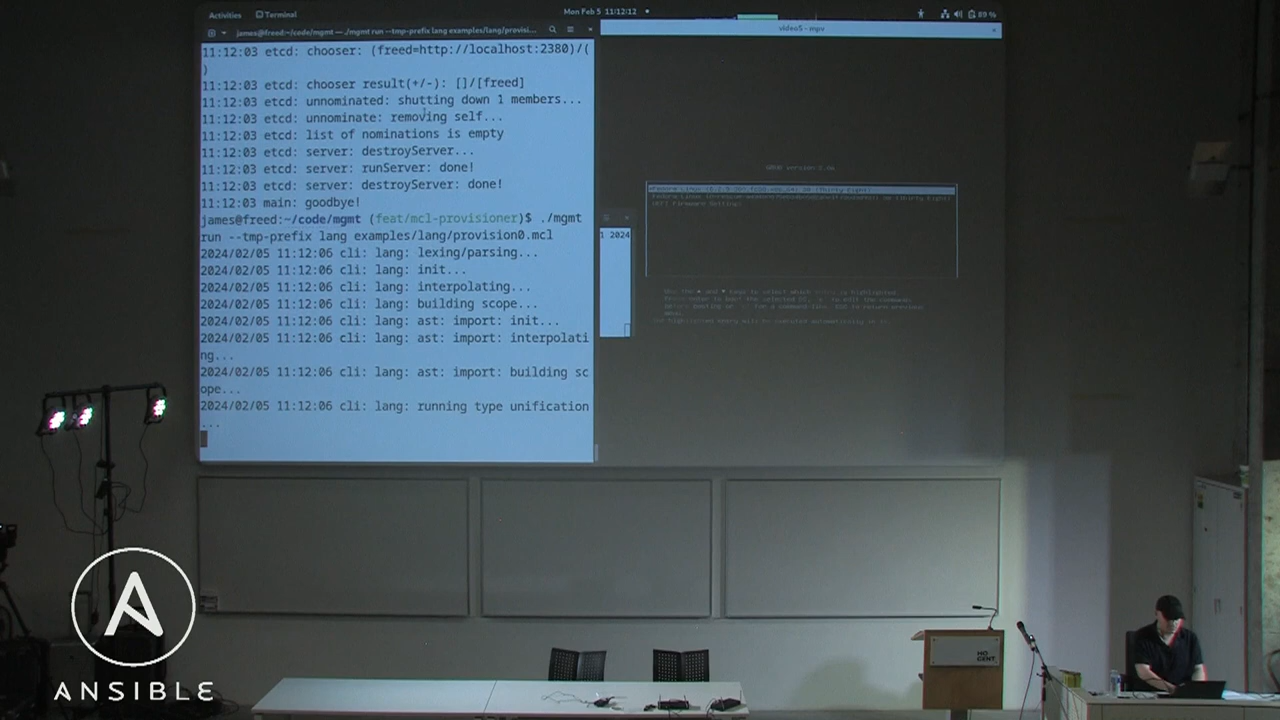 Activities
Terminal
Mon Feb 5 11:12:12
89 %
james@freed:~/code/mgmt — ./mgmt run --tmp-prefix lang examples/lang/provisi...
11:12:03 etcd: chooser: (freed=http://localhost:2380)/(
)
11:12:03 etcd: chooser result(+/-): []/[freed]
11:12:03 etcd: unnominated: shutting down 1 members...
11:12:03 etcd: unnominate: removing self...
11:12:03 etcd: list of nominations is empty
11:12:03 etcd: server: destroyServer...
11:12:03 etcd: server: runServer: done!
11:12:03 etcd: server: destroyServer: done!
11:12:03 main: goodbye!
james@freed:~/code/mgmt (feat/mcl-provisioner)$ ./mgmt
run --tmp-prefix lang examples/lang/provision0.mcl
2024/02/05 11:12:06 cli: lang: lexing/parsing...
2024/02/05 11:12:06 cli: lang: init...
2024/02/05 11:12:06 cli: lang: interpolating...
2024/02/05 11:12:06 cli: lang: building scope...
2024/02/05 11:12:06 cli: lang: ast: import: init...
2024/02/05 11:12:06 cli: lang: ast: import: interpolati
ng...
2024/02/05 11:12:06 cli: lang: ast: import: building sc
ope...
2024/02/05 11:12:06 cli: lang: running type unification
...
1 2024
video5 - mpv
GRUB version
HO
GENT
ANSIBLE